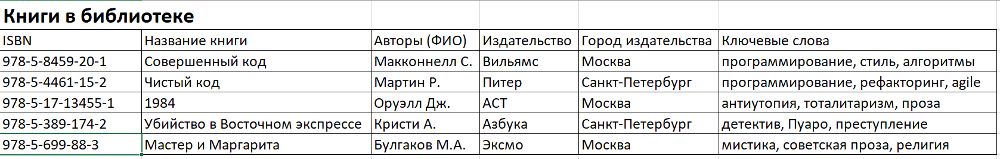 Книги в библиотеке
ISBN Название книги Авторы (ФИО) Издательство Город издательства Ключевые слова
978-5-8459-20-1 Совершенный код Макконнелл С. Вильямс Москва программирование, стиль, алгоритмы
978-5-4461-15-2 Чистый код Мартин Р. Питер Санкт-Петербург программирование, рефакторинг, agile
978-5-17-13455-1 1984 Оруэлл Дж. АСТ Москва антиутопия, тоталитаризм, проза
978-5-389-174-2 Убийство в Восточном экспрессе Кристи А. Азбука Санкт-Петербург детектив, Пуаро, преступление
978-5-699-88-3 Мастер и Маргарита Булгаков М.А. Эксмо Москва мистика, советская проза, религия